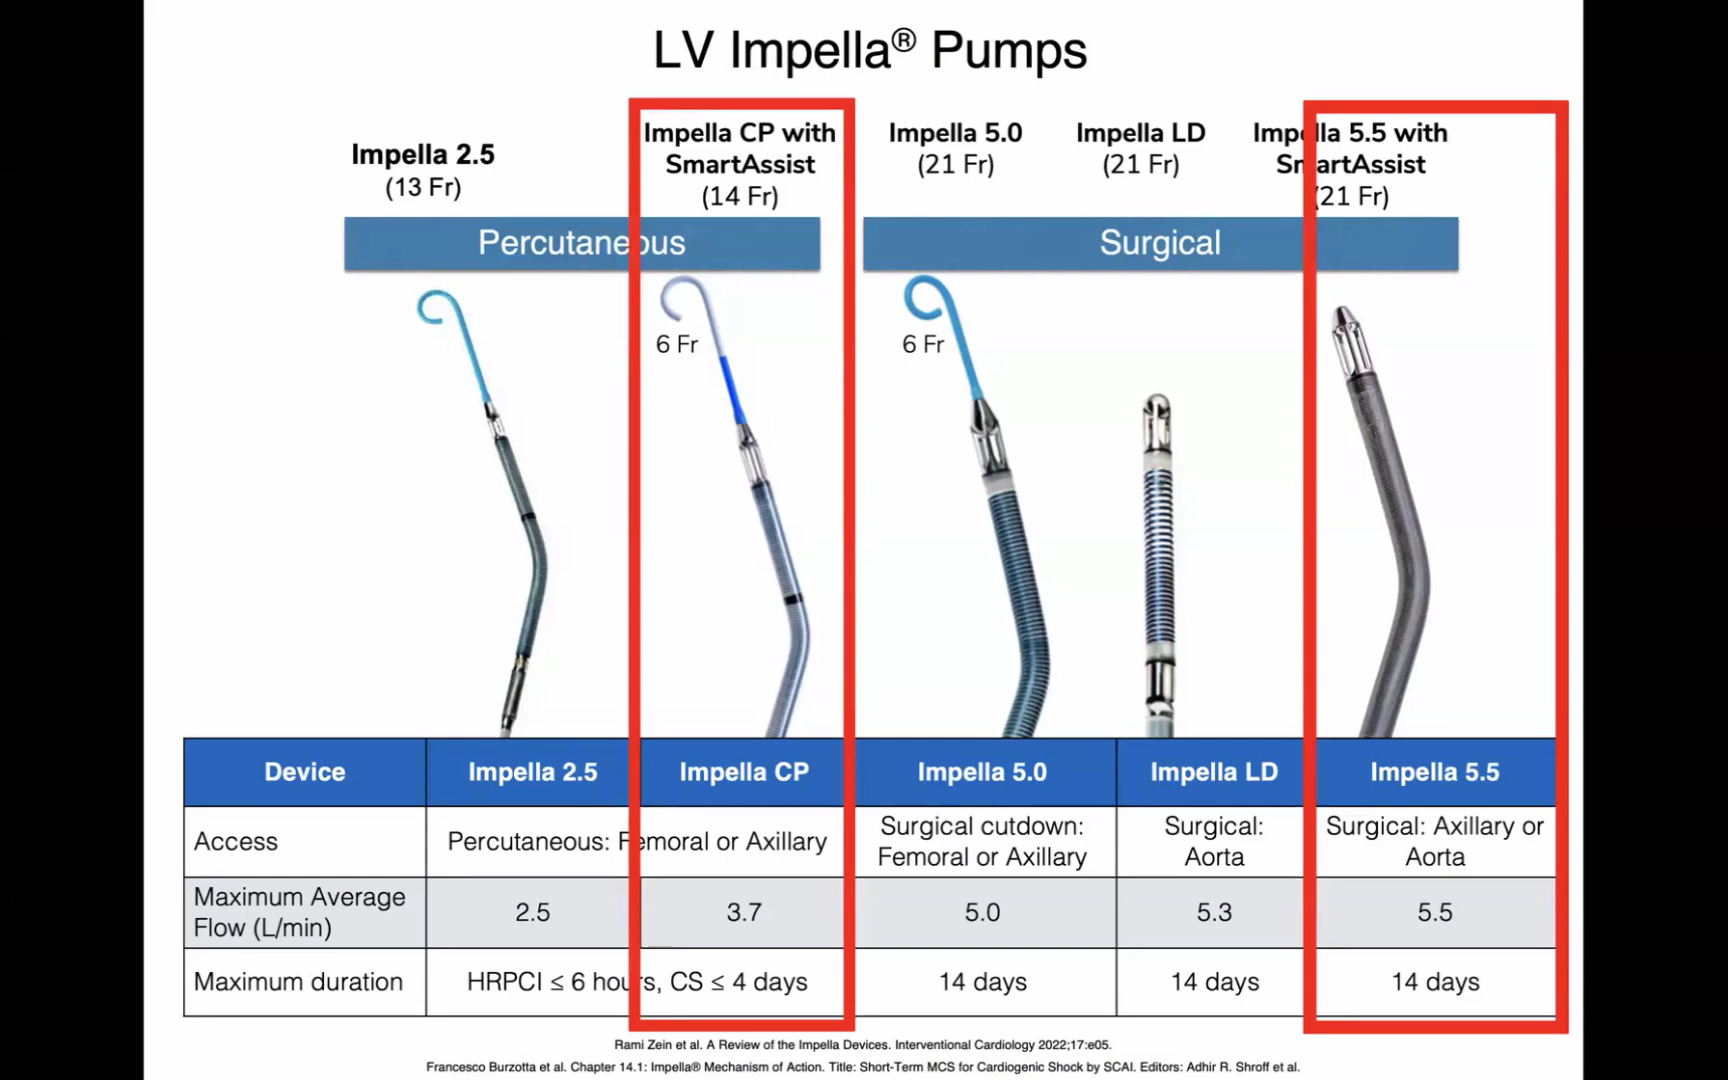 LV Impella® Pumps
Impella 2.5
(13 Fr)
Impella CP with
SmartAssist
(14 Fr)
Impella 5.0
(21 Fr)
Impella LD
(21 Fr)
Impella 5.5 with
SmartAssist
(21 Fr)
Percutaneous
Surgical
6 Fr
6 Fr
Device Impella 2.5 Impella CP Impella 5.0 Impella LD Impella 5.5
Access
Percutaneous: Femoral or Axillary
Surgical cutdown:
Femoral or Axillary
Surgical:
Aorta
Surgical: Axillary or
Aorta
Maximum Average
Flow (L/min)
2.5 3.7 5.0 5.3 5.5
Maximum duration HRPCI ≤ 6 hours, CS ≤ 4 days 14 days 14 days 14 days
Rami Zein et al. A Review of the Impella Devices. Interventional Cardiology 2022;17:e05.
Francesco Burzotta et al. Chapter 14.1: Impella® Mechanism of Action. Title: Short-Term MCS for Cardiogenic Shock by SCAI. Editors: Adhir R. Shroff et al.